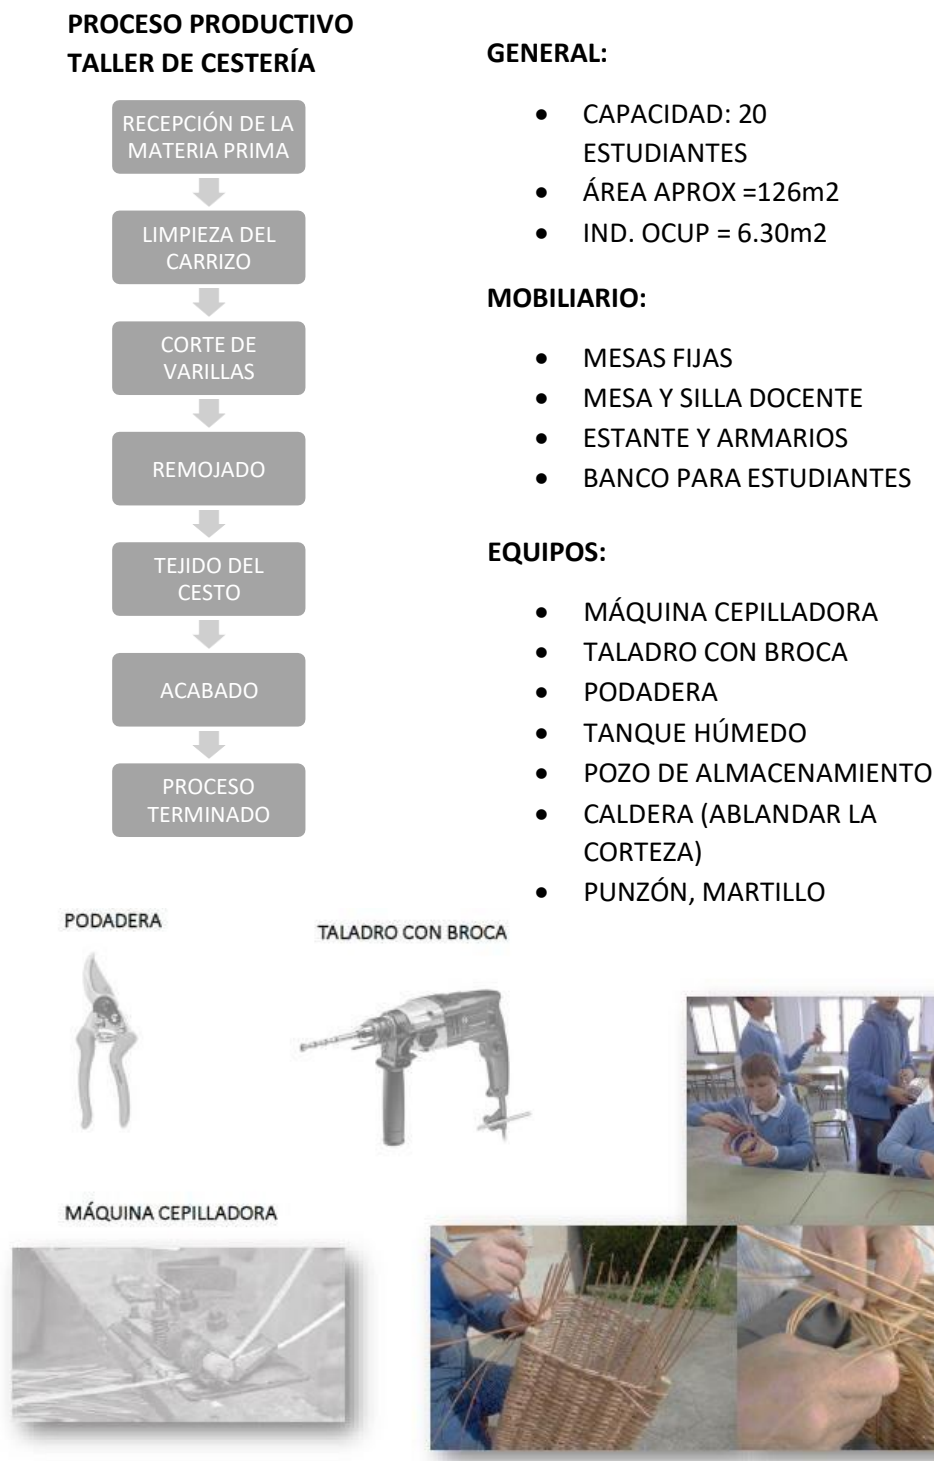 PROCESO PRODUCTIVO
TALLER DE CESTERÍA
RECEPCIÓN DE LA
MATERIA PRIMA
LIMPIEZA DEL
CARRIZO
CORTE DE
VARILLAS
REMOJADO
TEJIDO DEL
CESTO
ACABADO
PROCESO
TERMINADO
GENERAL:
• CAPACIDAD: 20
ESTUDIANTES
• ÁREA APROX =126m2
• IND. OCUP = 6.30m2
MOBILIARIO:
• MESAS FIJAS
• MESA Y SILLA DOCENTE
• ESTANTE Y ARMARIOS
• BANCO PARA ESTUDIANTES
EQUIPOS:
• MÁQUINA CEPILLADORA
• TALADRO CON BROCA
• PODADERA
• TANQUE HÚMEDO
• POZO DE ALMACENAMIENTO
• CALDERA (ABLANDAR LA
CORTEZA)
• PUNZÓN, MARTILLO
PODADERA
TALADRO CON BROCA
MÁQUINA CEPILLADORA